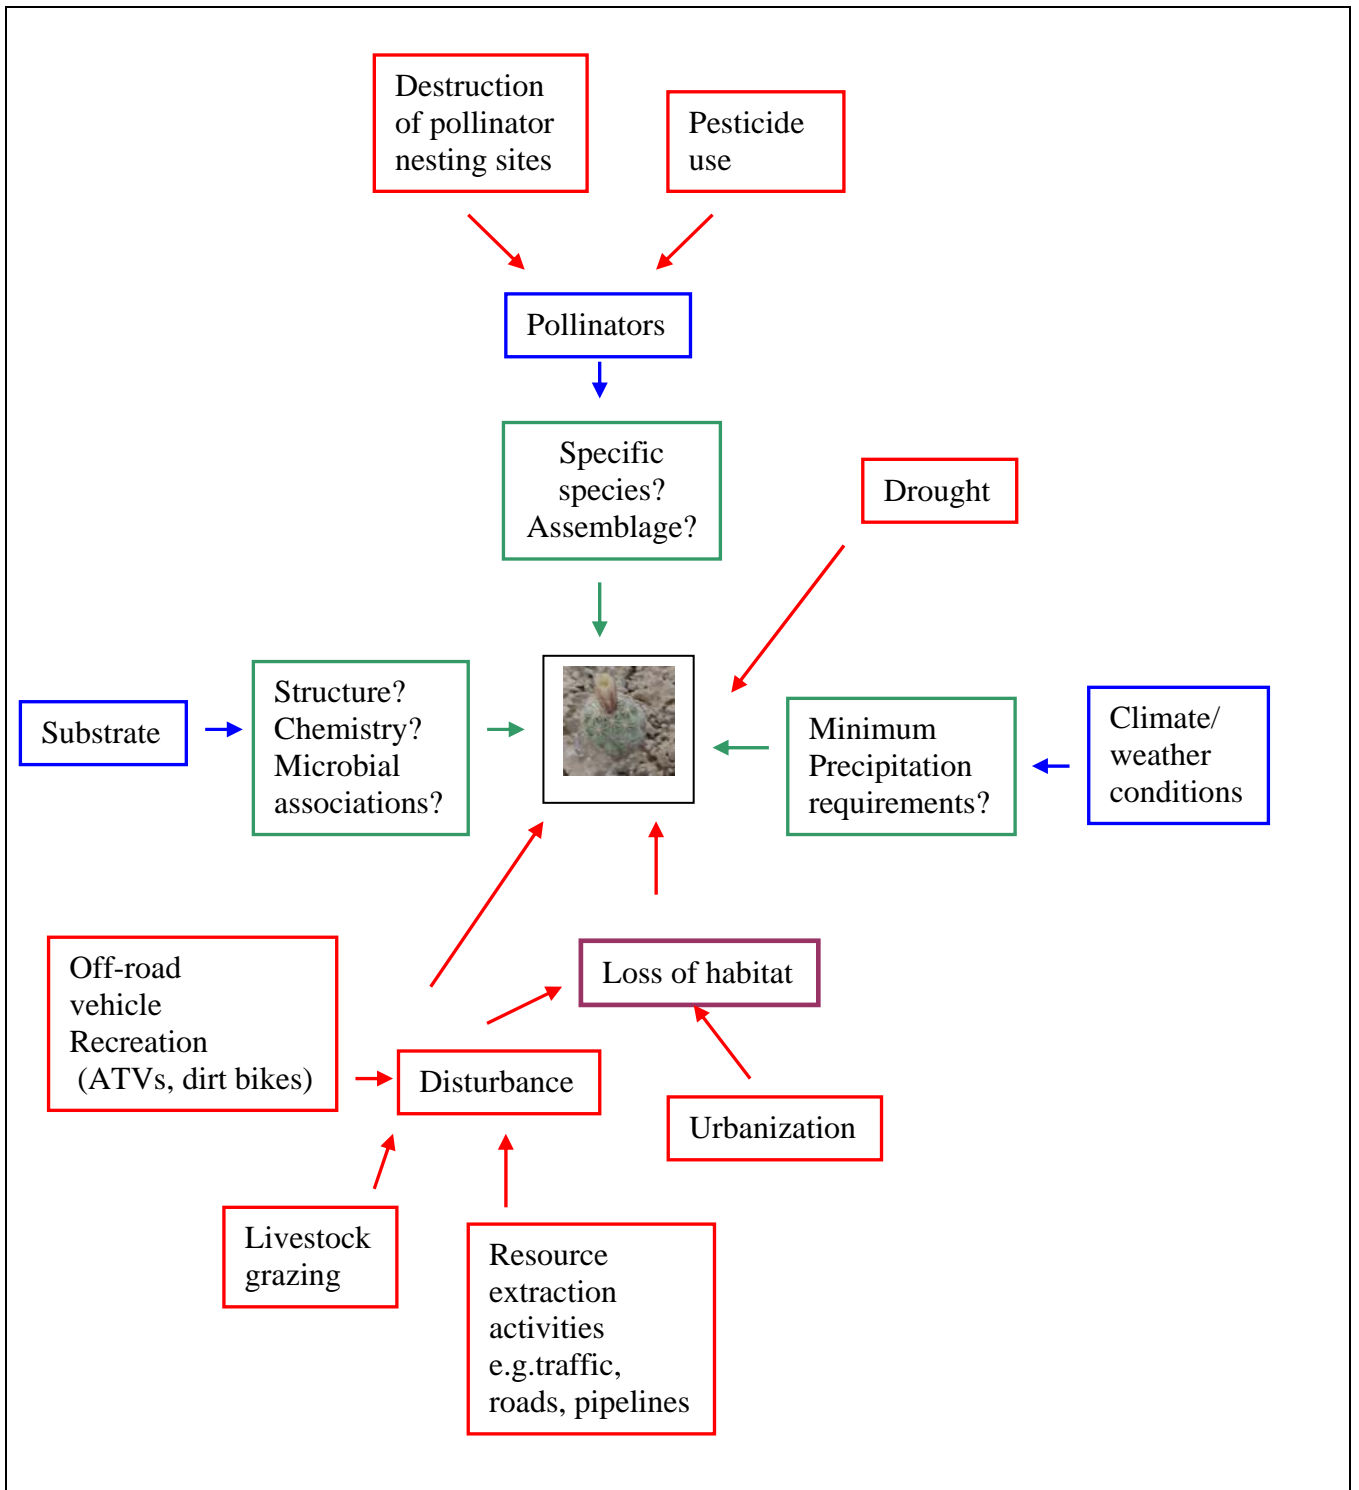 Destruction
of pollinator
nesting sites
Pesticide
use
Pollinators
Specific
species?
Assemblage?
Drought
Substrate
Structure?
Chemistry?
Microbial
associations?
Minimum
Precipitation
requirements?
Climate/
weather
conditions
Off-road
vehicle
Recreation
(ATVs, dirt bikes)
Loss of habitat
Disturbance
Urbanization
Livestock
grazing
Resource
extraction
activities
e.g.traffic,
roads, pipelines